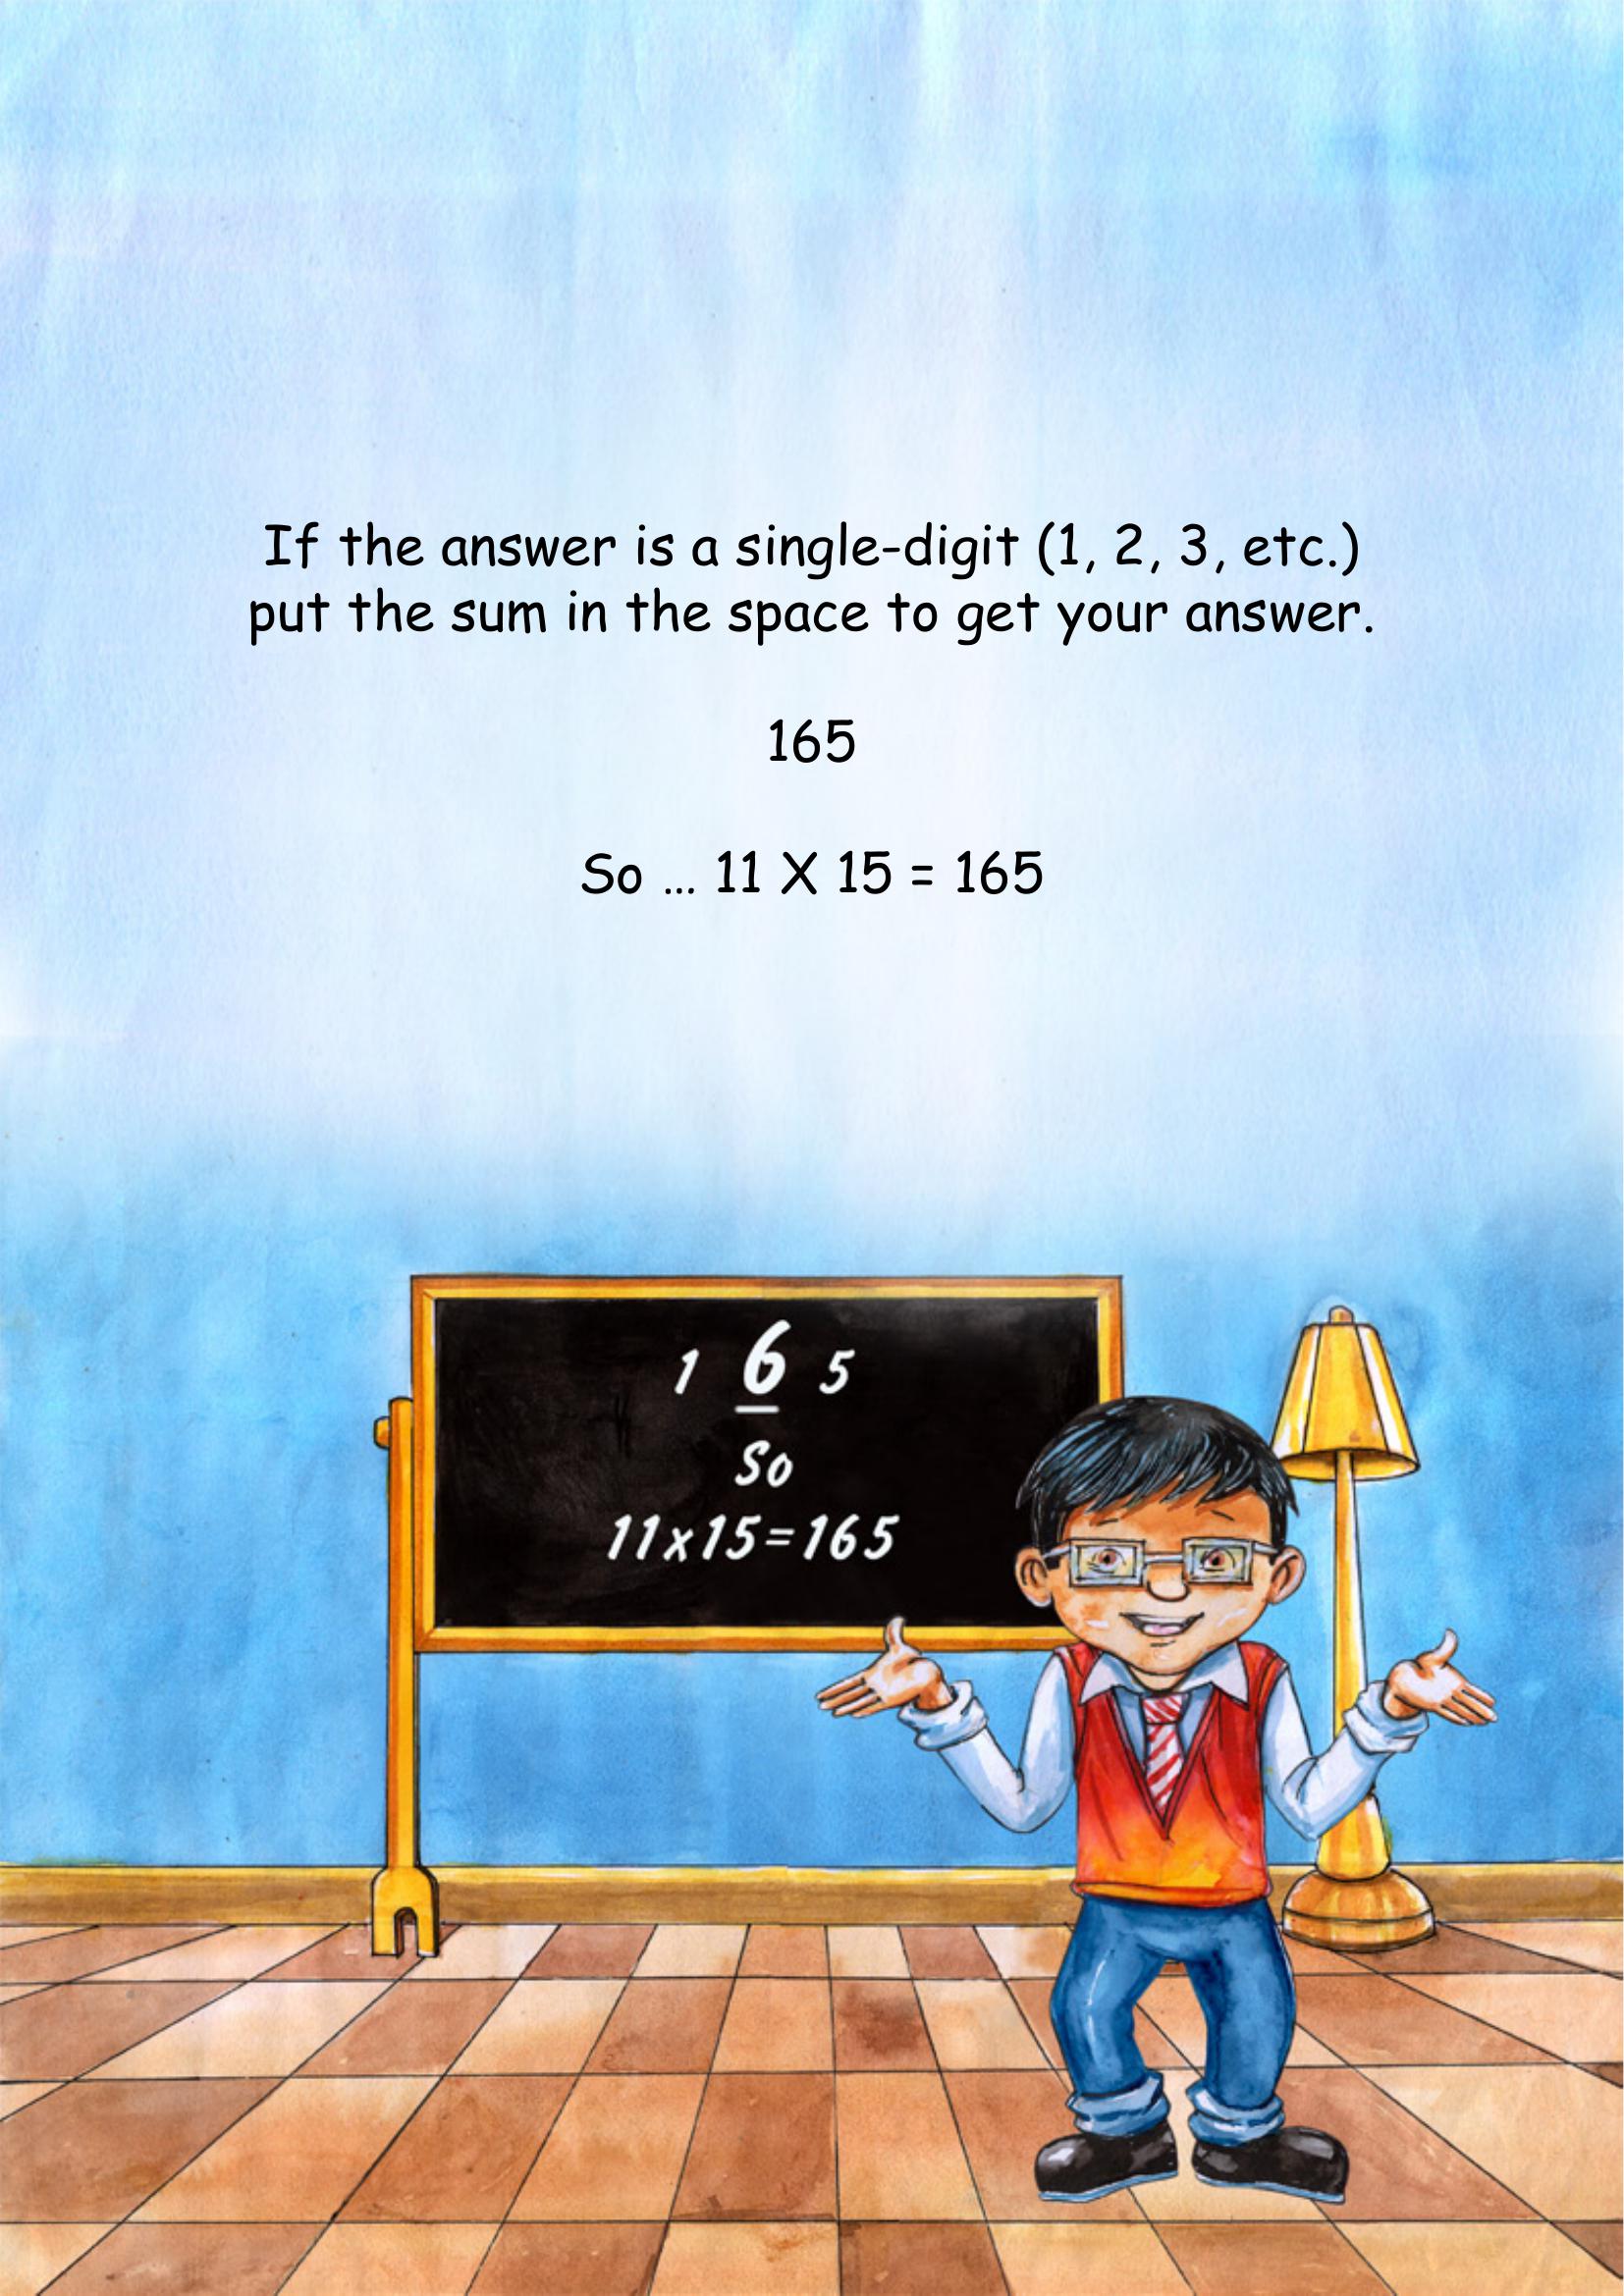 If the answer is a single-digit (1, 2, 3, etc.)
put the sum in the space to get your answer.
165
So ... 11 X 15 = 165
1 6 5
So
11x15=165